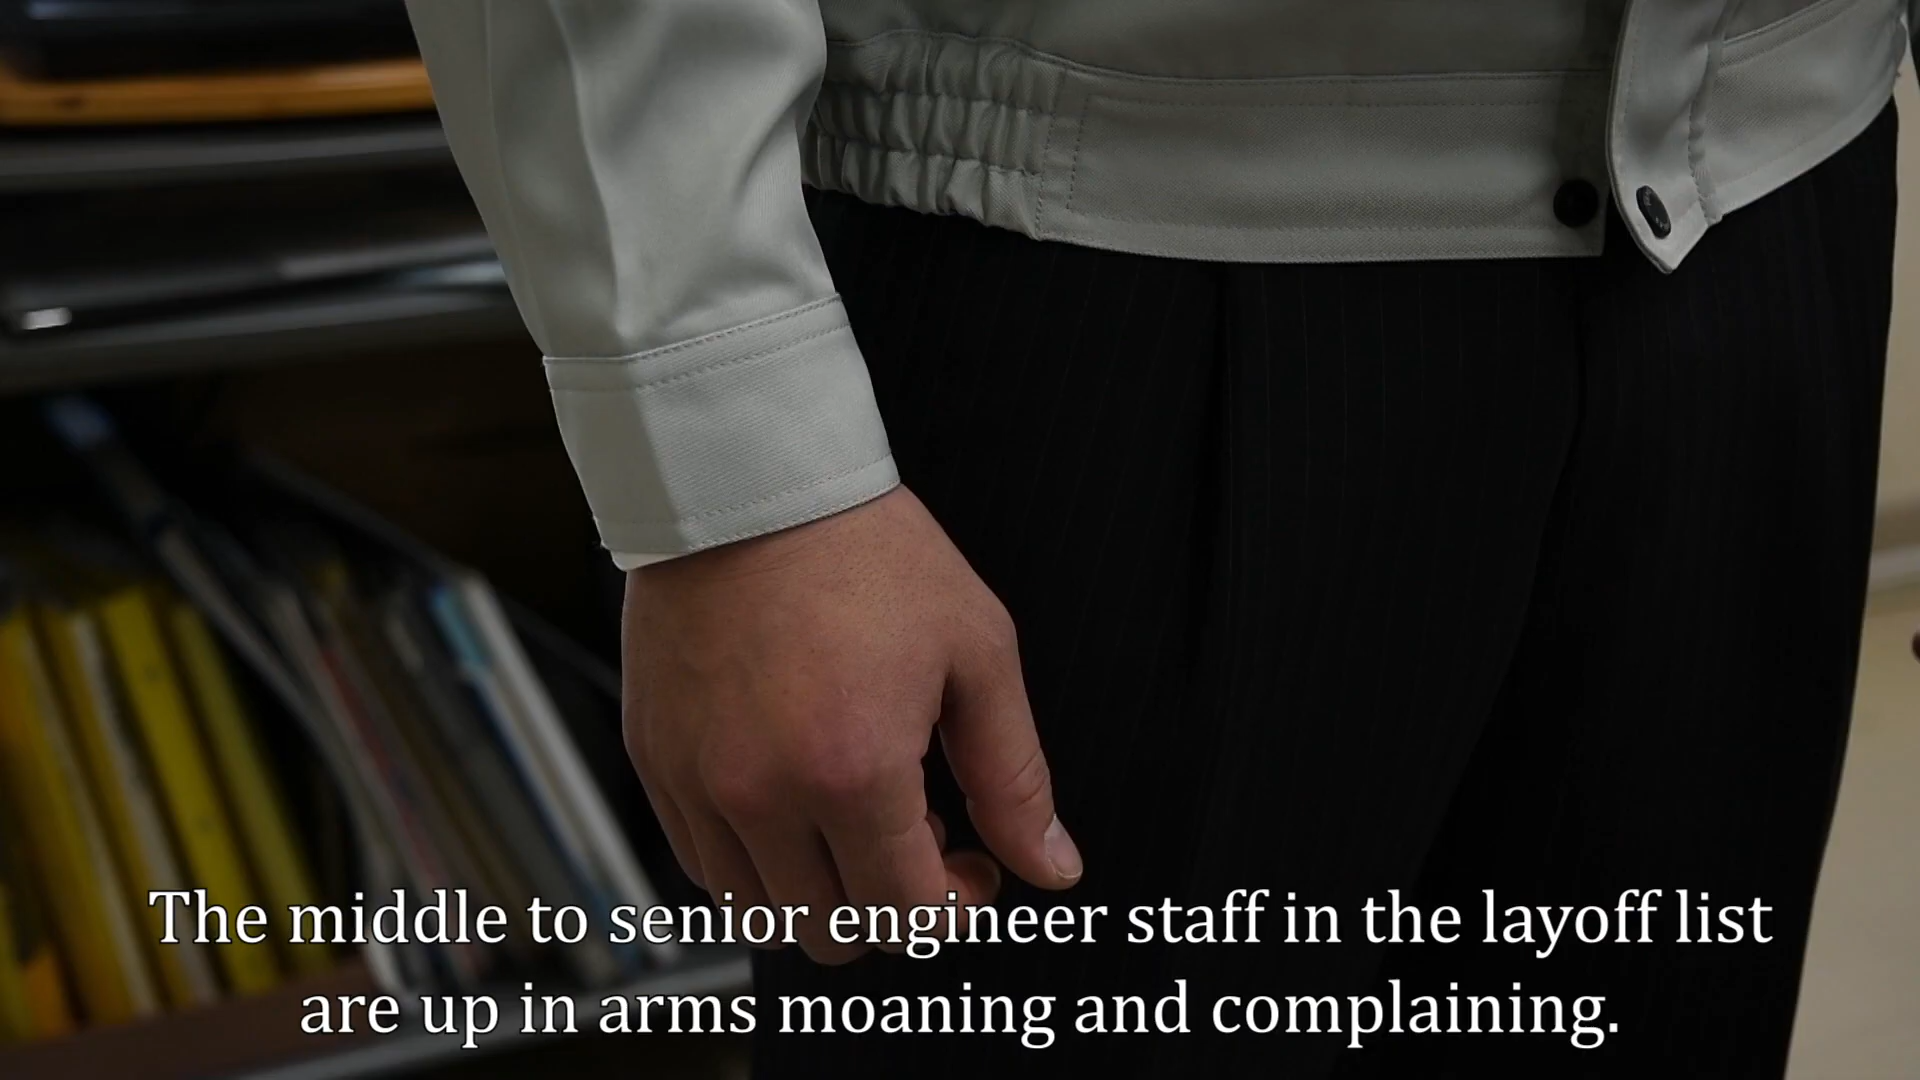 The middle to senior engineer staff in the layoff list
are up in arms moaning and complaining.